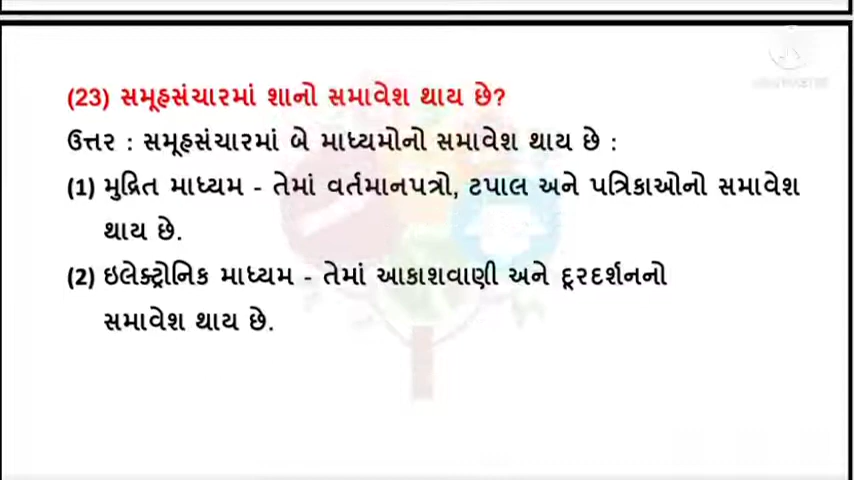 (23) સમૂહસંચારમાં શાનો સમાવેશ થાય છે?
ઉત્તર : સમૂહસંચારમાં બે માધ્યમોનો સમાવેશ થાય છે :
(1) મુદ્રિત માધ્યમ - તેમાં વર્તમાનપત્રો, ટપાલ અને પત્રિકાઓનો સમાવેશ
થાય છે.
(2) ઇલેક્ટ્રોનિક માધ્યમ - તેમાં આકાશવાણી અને દૂરદર્શનનો
સમાવેશ થાય છે.